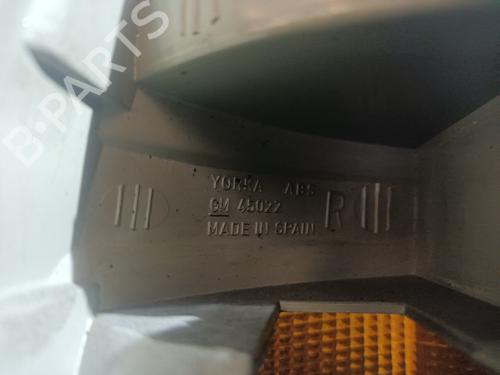 B-PARTS
YORKA ABS
GM 45022
MADE IN SPAIN
R